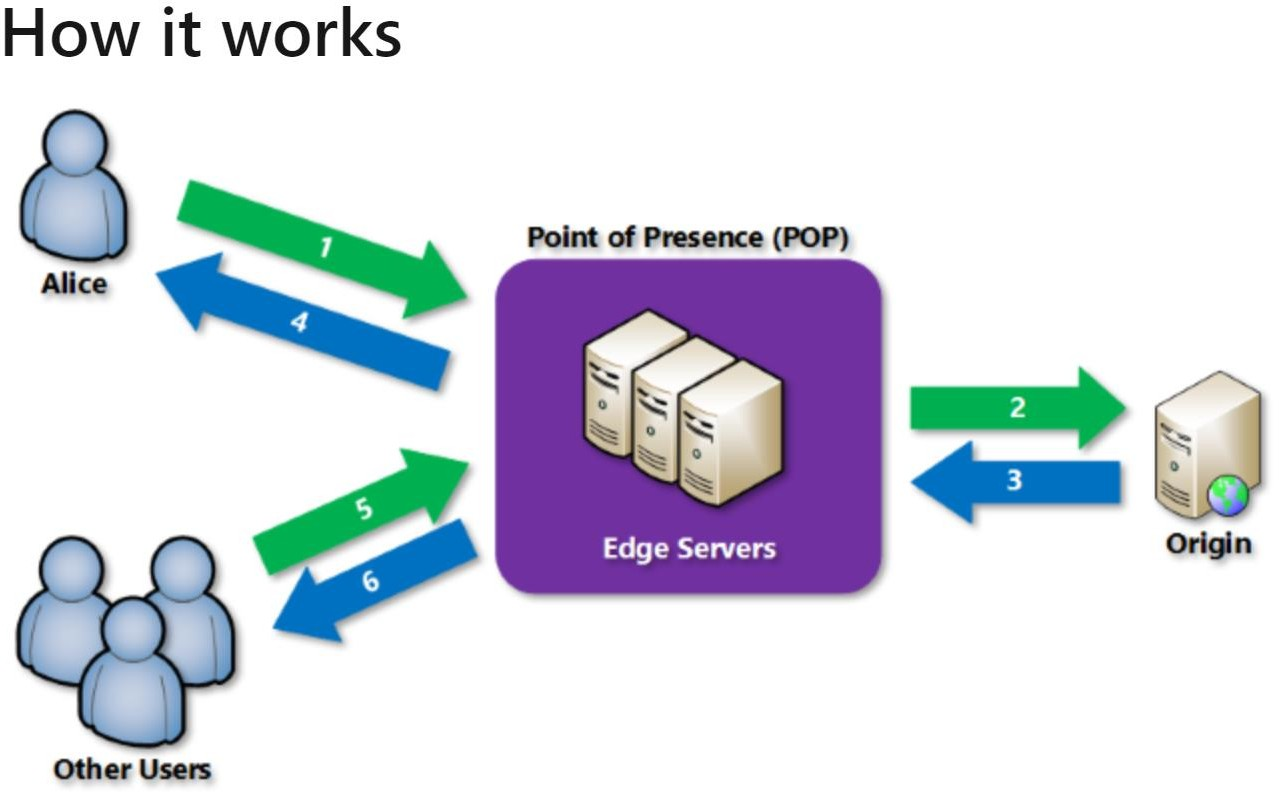 How it works
Alice
1
4
Point of Presence (POP)
Edge Servers
2
3
Origin
5
6
Other Users